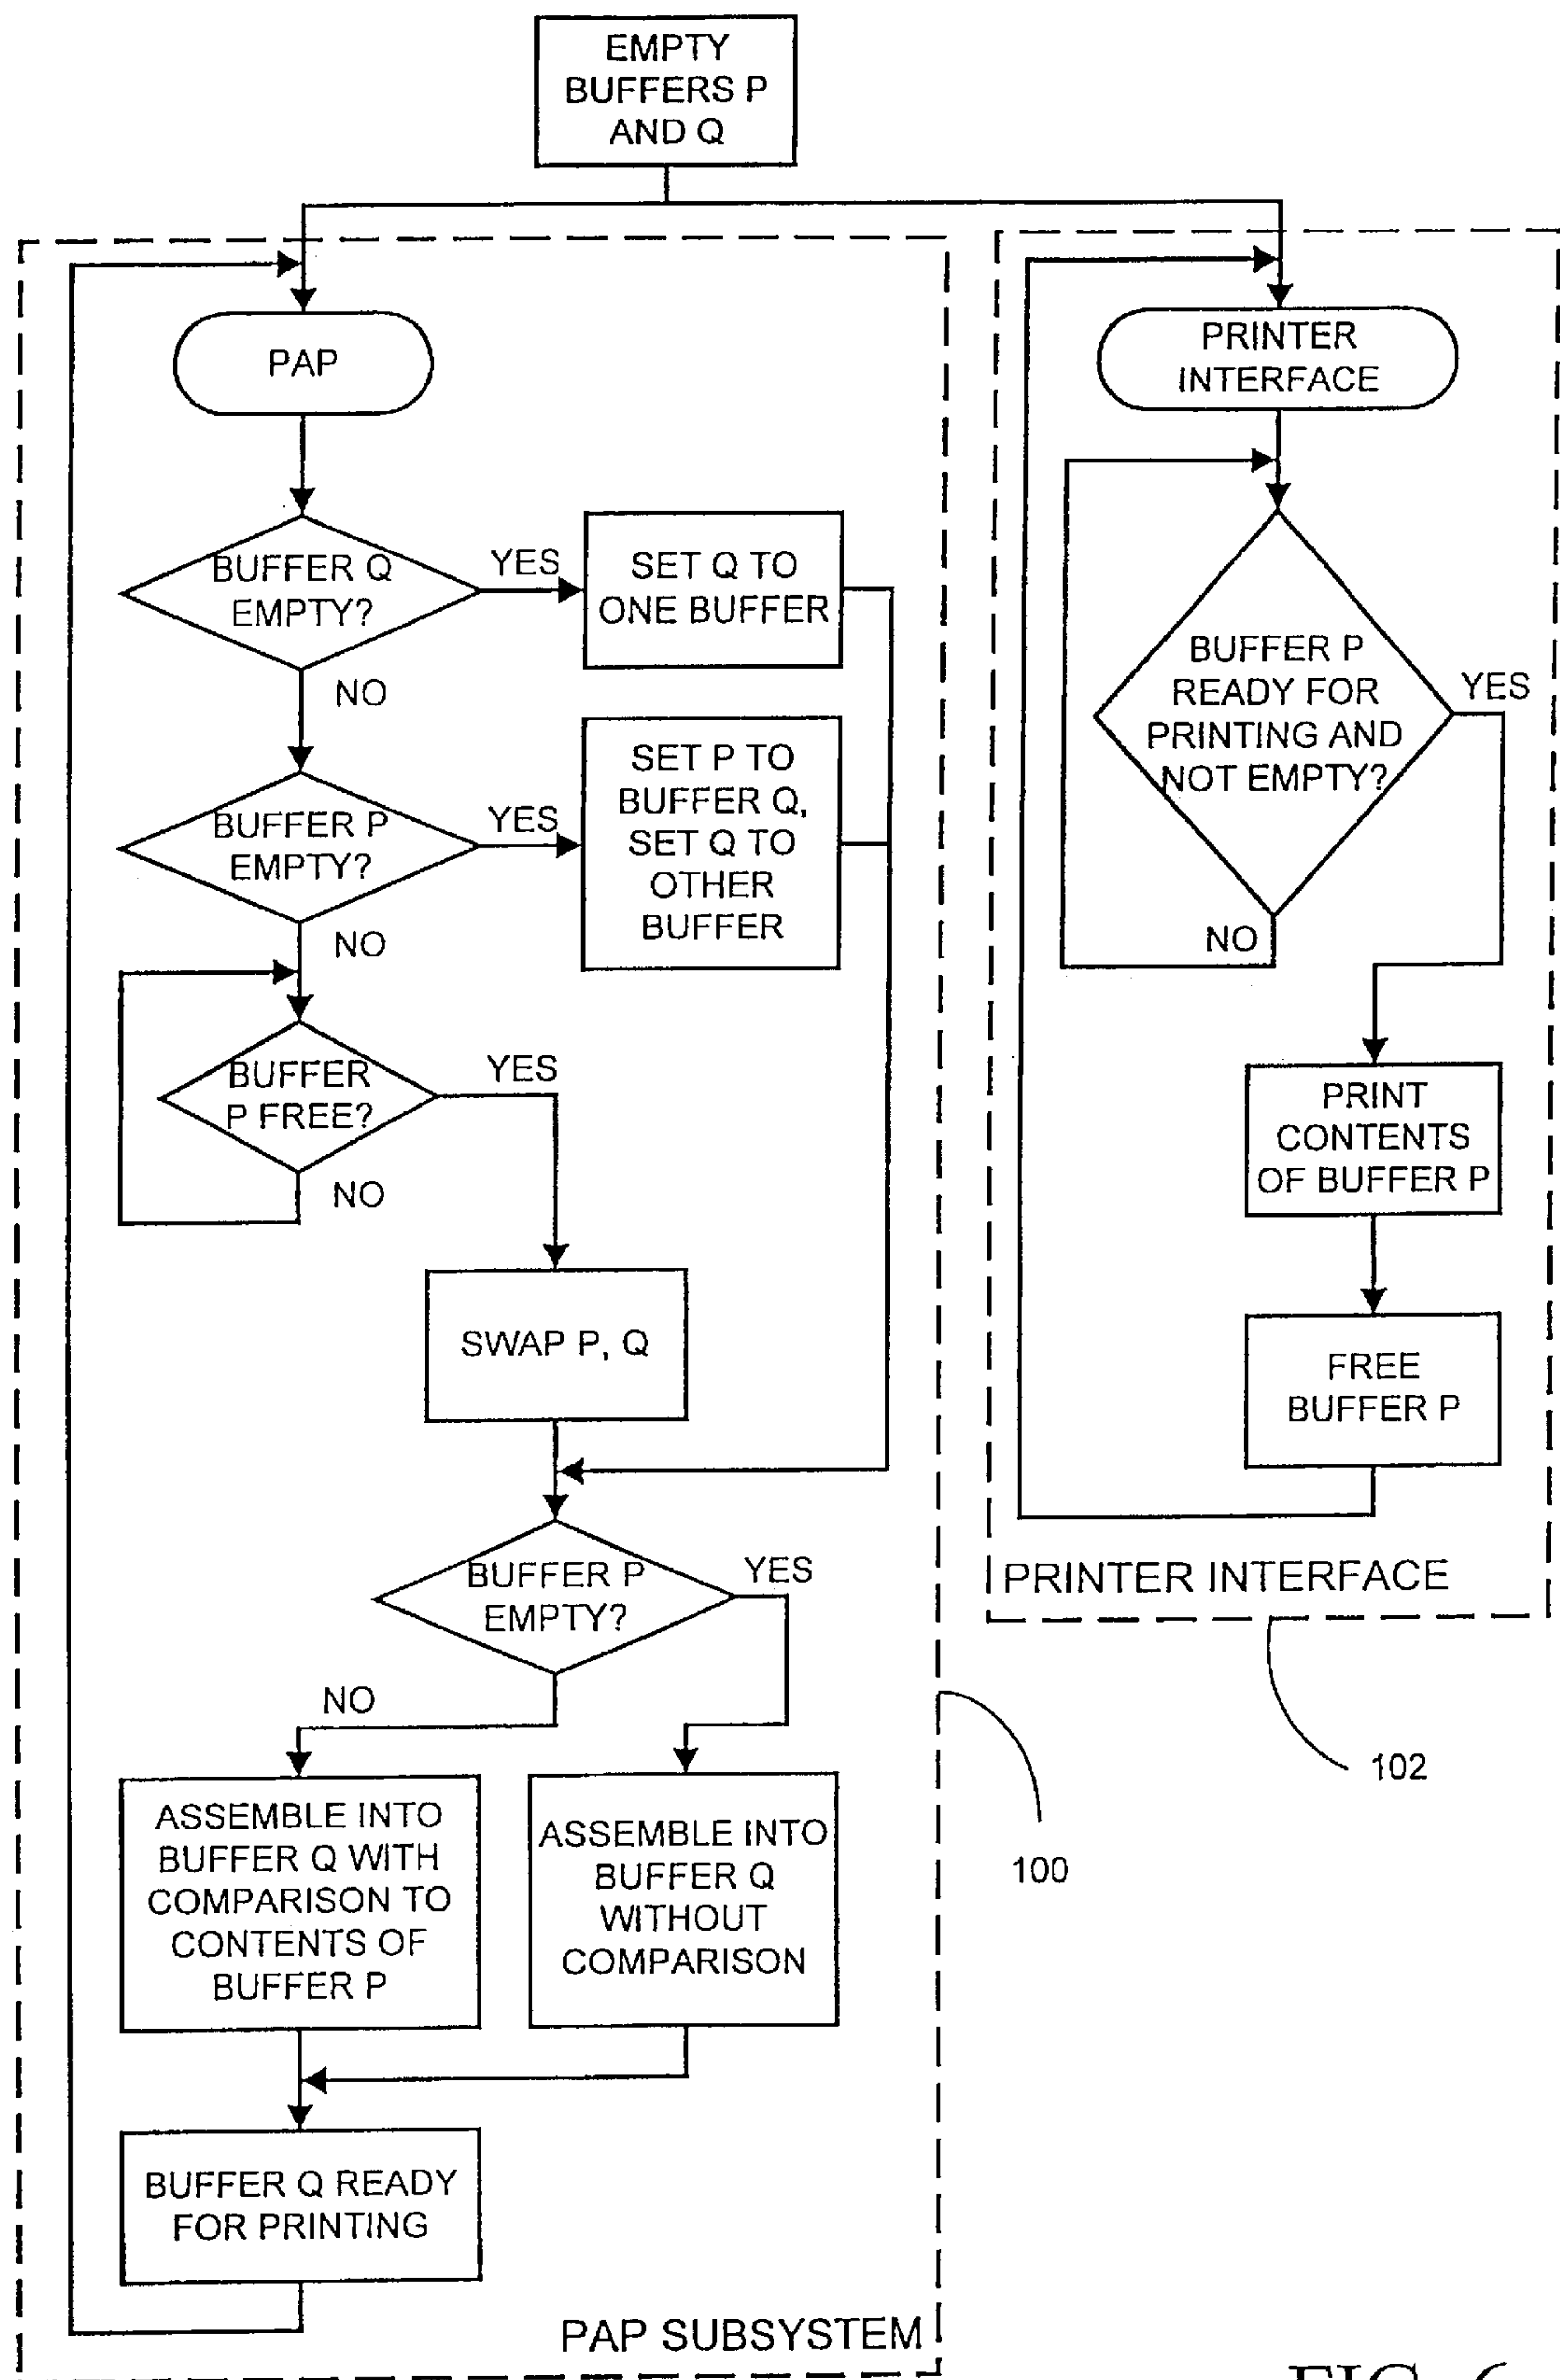 EMPTY
BUFFERS P
AND Q
PAP
BUFFER Q
EMPTY?
YES
SET Q TO
ONE BUFFER
NO
BUFFER P
EMPTY?
YES
SET P TO
BUFFER Q,
SET Q TO
OTHER
BUFFER
NO
BUFFER
P FREE?
YES
NO
SWAP P, Q
BUFFER P
EMPTY?
YES
NO
ASSEMBLE INTO
BUFFER Q WITH
COMPARISON TO
CONTENTS OF
BUFFER P
ASSEMBLE INTO
BUFFER Q
WITHOUT
COMPARISON
BUFFER Q READY
FOR PRINTING
PAP SUBSYSTEM
100
PRINTER
INTERFACE
BUFFER P
READY FOR
PRINTING AND
NOT EMPTY?
YES
NO
PRINT
CONTENTS
OF BUFFER P
FREE
BUFFER P
PRINTER INTERFACE
102
FIG. 6